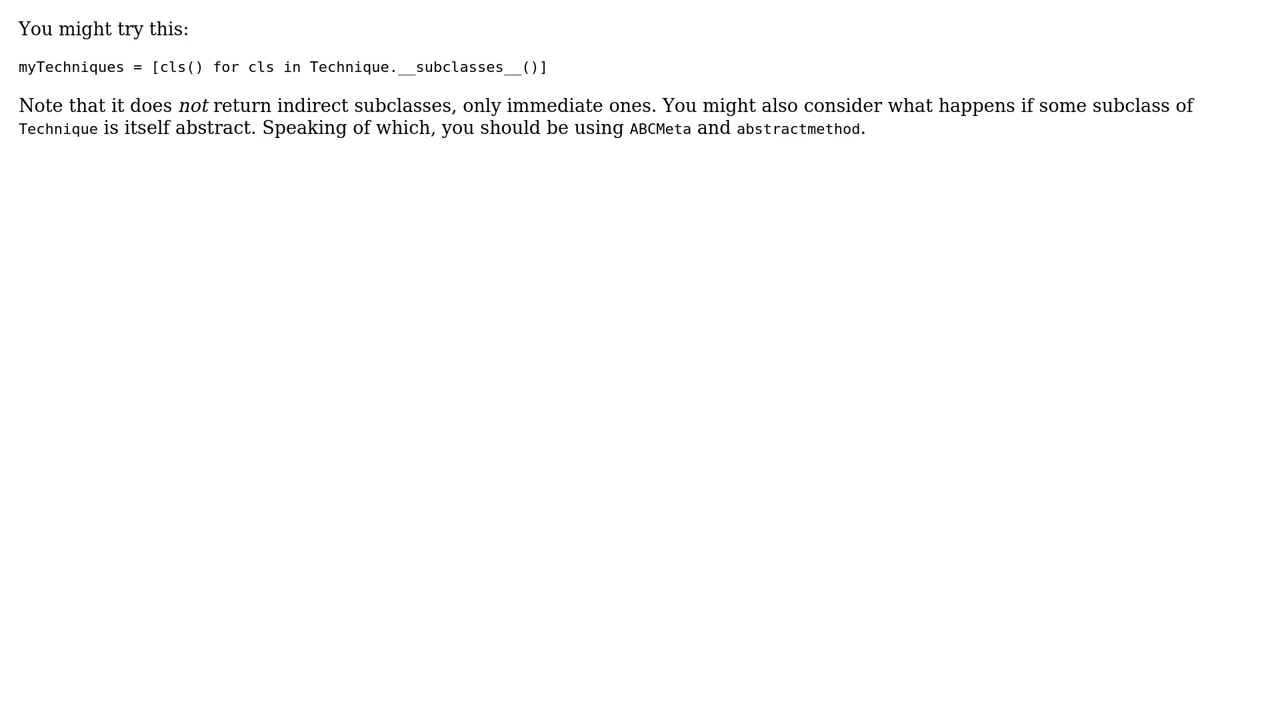 You might try this:
myTechniques = [cls() for cls in Technique.__subclasses__()]
Note that it does not return indirect subclasses, only immediate ones. You might also consider what happens if some subclass of
Technique is itself abstract. Speaking of which, you should be using ABCMeta and abstractmethod.